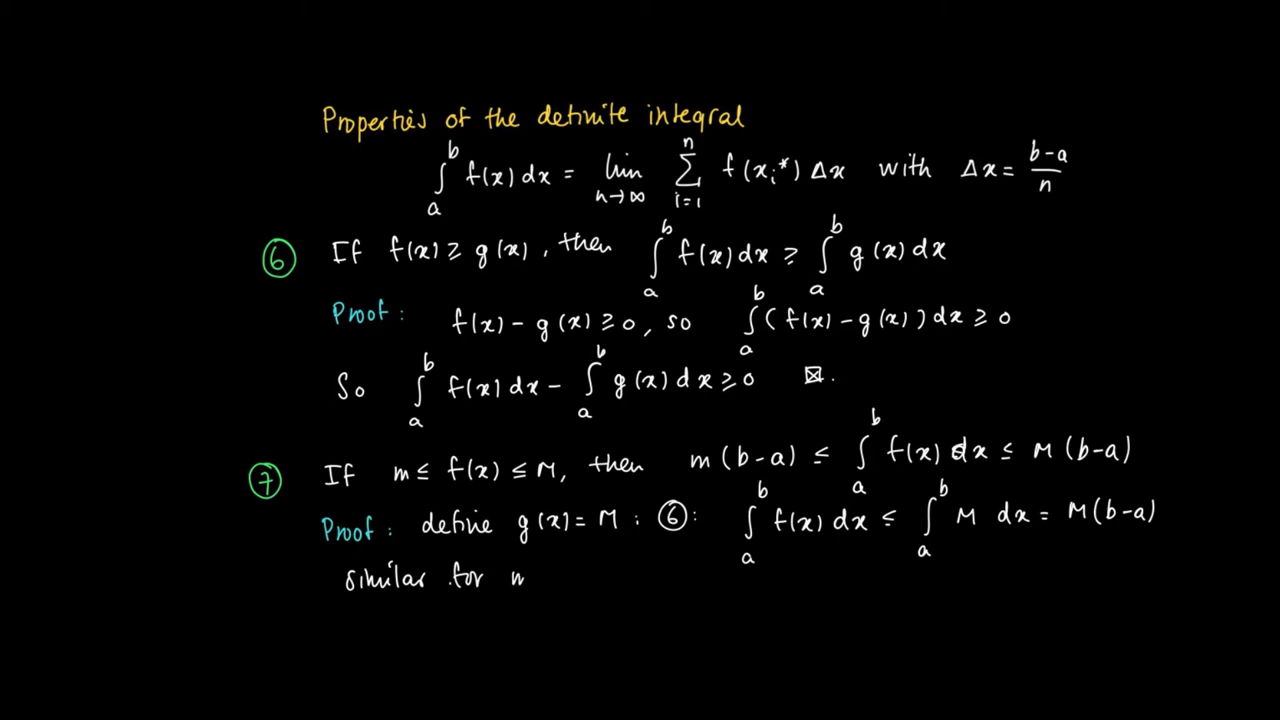 Properties of the definite integral
∫_a^b f(x) dx = lim_{n→∞} Σ_{i=1}^n f(x_i*) Δx with Δx = (b-a)/n
⑥ If f(x) ≥ g(x), then ∫_a^b f(x) dx ≥ ∫_a^b g(x) dx
Proof: f(x) - g(x) ≥ 0, so ∫_a^b (f(x) - g(x)) dx ≥ 0
So ∫_a^b f(x) dx - ∫_a^b g(x) dx ≥ 0 ⊠.
⑦ If m ≤ f(x) ≤ M, then m(b-a) ≤ ∫_a^b f(x) dx ≤ M(b-a)
Proof: define g(x) = M: ⑥: ∫_a^b f(x) dx ≤ ∫_a^b M dx = M(b-a)
similar for m